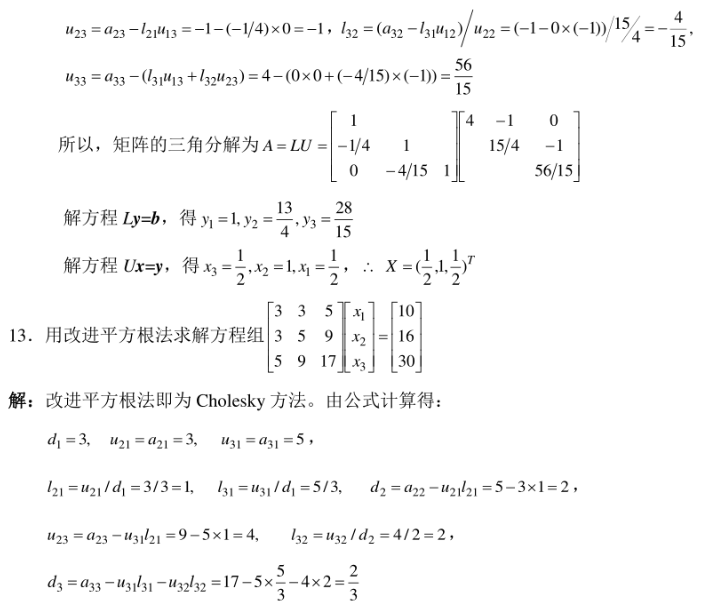 u₂₃ = a₂₃ − l₂₁u₁₃ = −1 − (−1/4)×0 = −1， l₃₂ = (a₃₂ − l₃₁u₁₂)/u₂₂ = (−1 − 0×(−1))/15/4 = −4/15,
u₃₃ = a₃₃ − (l₃₁u₁₃ + l₃₂u₂₃) = 4 − (0×0 + (−4/15)×(−1)) = 56/15
所以，矩阵的三角分解为 A = LU = [1; −1/4 1; 0 −4/15 1][4 −1 0; 15/4 −1; 56/15]
解方程 Ly=b，得 y₁ = 1, y₂ = 13/4, y₃ = 28/15
解方程 Ux=y，得 x₃ = 1/2, x₂ = 1, x₁ = 1/2， ∴ X = (1/2, 1, 1/2)ᵀ
13．用改进平方根法求解方程组 [3 3 5; 3 5 9; 5 9 17][x₁; x₂; x₃] = [10; 16; 30]
解：改进平方根法即为 Cholesky 方法。由公式计算得：
d₁ = 3, u₂₁ = a₂₁ = 3, u₃₁ = a₃₁ = 5，
l₂₁ = u₂₁ / d₁ = 3/3 = 1, l₃₁ = u₃₁ / d₁ = 5/3, d₂ = a₂₂ − u₂₁l₂₁ = 5 − 3×1 = 2，
u₂₃ = a₂₃ − u₃₁l₂₁ = 9 − 5×1 = 4, l₃₂ = u₃₂ / d₂ = 4/2 = 2，
d₃ = a₃₃ − u₃₁l₃₁ − u₃₂l₃₂ = 17 − 5×5/3 − 4×2 = 2/3